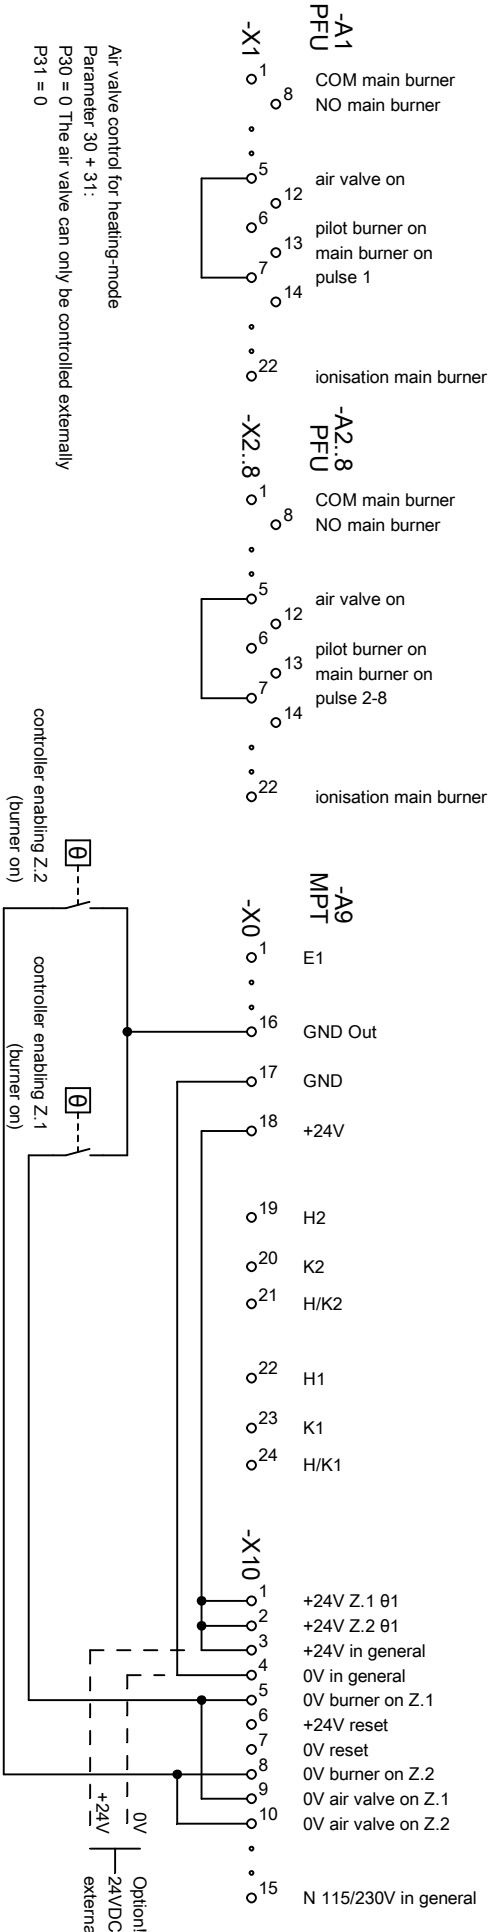 -A1
PFU
-X1
1 COM main burner
8 NO main burner
5 air valve on
12
6 pilot burner on
13 main burner on
7 pulse 1
14
22 ionisation main burner
Air valve control for heating-mode
Parameter 30 + 31:
P30 = 0 The air valve can only be controlled externally
P31 = 0
-A2..8
PFU
-X2..8
1 COM main burner
8 NO main burner
5 air valve on
12
6 pilot burner on
13 main burner on
7 pulse 2-8
14
22 ionisation main burner
controller enabling Z.2
(burner on)
θ
-A9
MPT
-X0
1 E1
16 GND Out
17 GND
18 +24V
19 H2
20 K2
21 H/K2
22 H1
23 K1
24 H/K1
controller enabling Z.1
(burner on)
θ
-X10
1 +24V Z.1 θ1
2 +24V Z.2 θ1
3 +24V in general
4 0V in general
5 0V burner on Z.1
6 +24V reset
7 0V reset
8 0V burner on Z.2
9 0V air valve on Z.1
10 0V air valve on Z.2
15 N 115/230V in general
0V
+24V
Option!
24VDC
externa